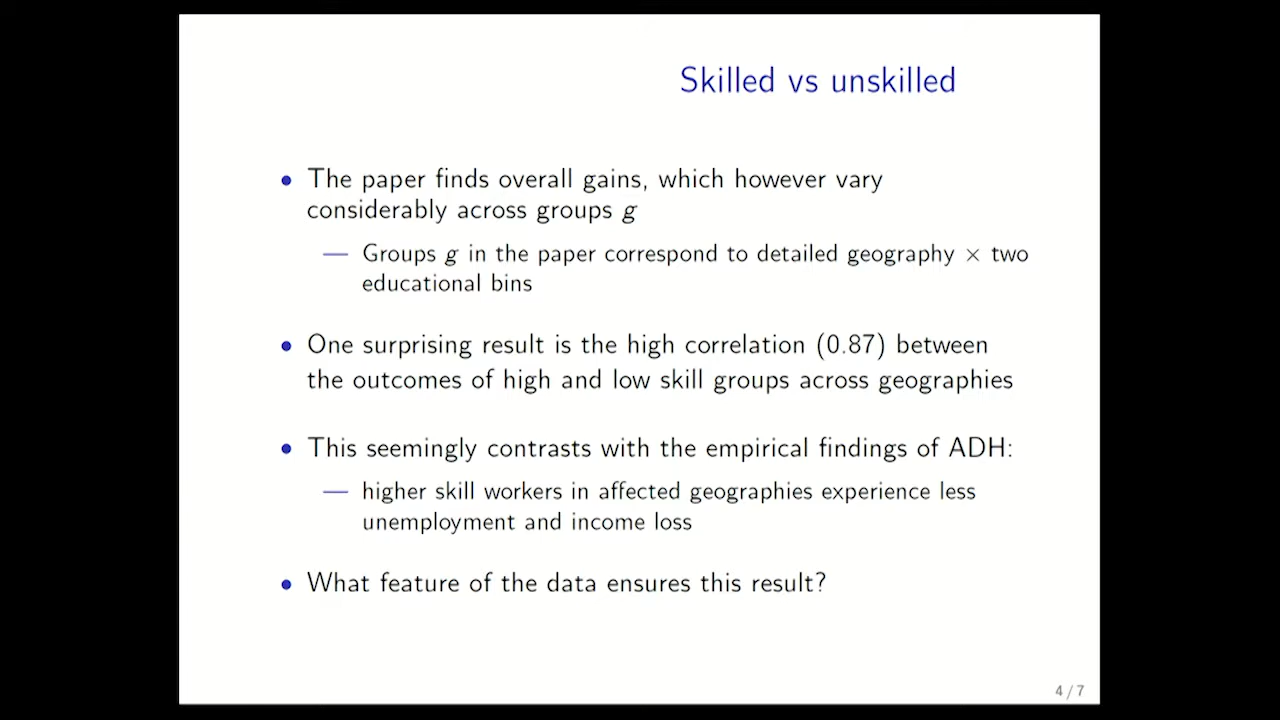 Skilled vs unskilled
• The paper finds overall gains, which however vary
considerably across groups g
— Groups g in the paper correspond to detailed geography × two
educational bins
• One surprising result is the high correlation (0.87) between
the outcomes of high and low skill groups across geographies
• This seemingly contrasts with the empirical findings of ADH:
— higher skill workers in affected geographies experience less
unemployment and income loss
• What feature of the data ensures this result?
4 / 7